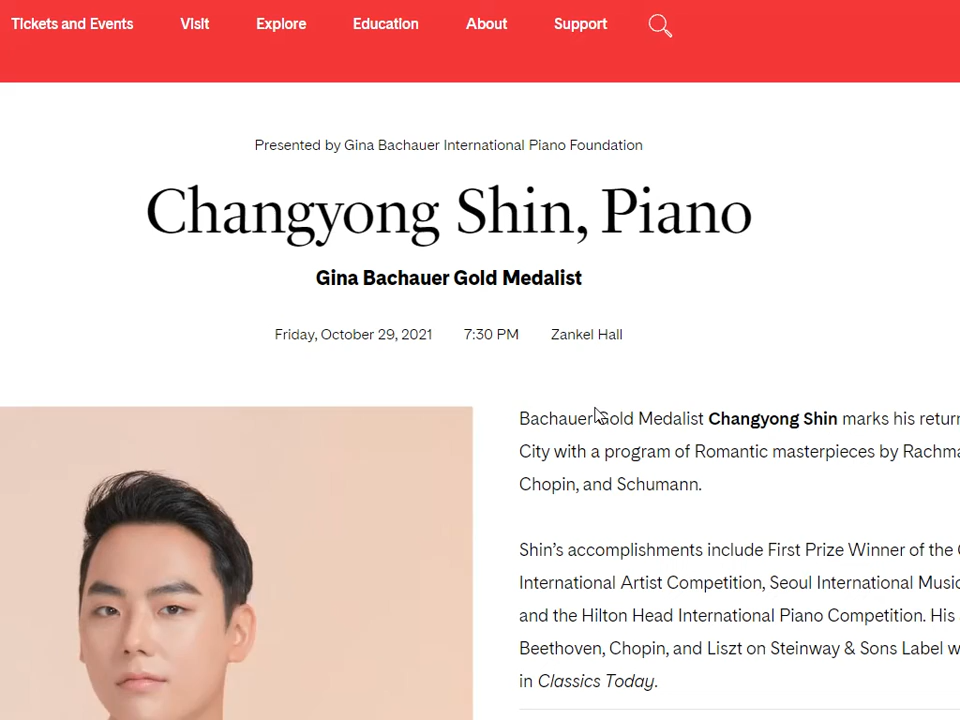 Tickets and Events Visit Explore Education About Support
Presented by Gina Bachauer International Piano Foundation
Changyong Shin, Piano
Gina Bachauer Gold Medalist
Friday, October 29, 2021 7:30 PM Zankel Hall
Bachauer Gold Medalist Changyong Shin marks his return
City with a program of Romantic masterpieces by
Chopin, and Schumann.
Shin’s accomplishments include First Prize Winner of the
International Artist Competition, Seoul International
and the Hilton Head International Piano Competition. His
Beethoven, Chopin, and Liszt on Steinway & Sons Label
in Classics Today.